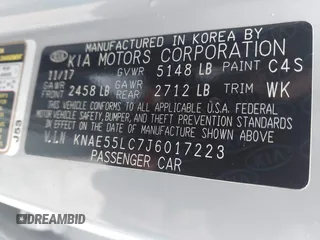 MANUFACTURED IN KOREA BY
KIA KIA MOTORS CORPORATION
11/17 GVWR 5148 LB PAINT C4S
GAWR FRONT 2458 LB GAWR REAR 2712 LB TRIM WK
THIS VEHICLE CONFORMS TO ALL APPLICABLE U.S.A. FEDERAL
MOTOR VEHICLE SAFETY, BUMPER, AND THEFT PREVENTION STANDARDS
IN EFFECT ON THE DATE OF MANUFACTURE SHOWN ABOVE.
V.I.N KNAE55LC7J6017223
PASSENGER CAR
J53
DREAMBID